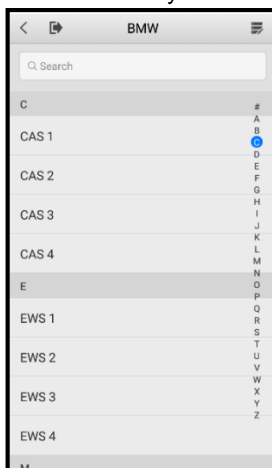 BMW
Search
C
CAS 1
CAS 2
CAS 3
CAS 4
E
EWS 1
EWS 2
EWS 3
EWS 4
#
A
B
C
D
E
F
G
H
I
J
K
L
M
N
O
P
Q
R
S
T
U
V
W
X
Y
Z